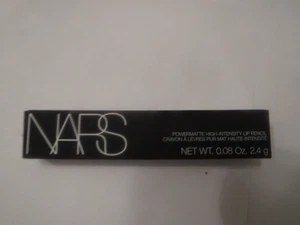 NARS
POWERMATTE HIGH-INTENSITY LIP PENCIL
CRAYON À LÈVRES PUR MAT HAUTE INTENSITÉ
NET WT. 0.08 Oz. 2.4 g